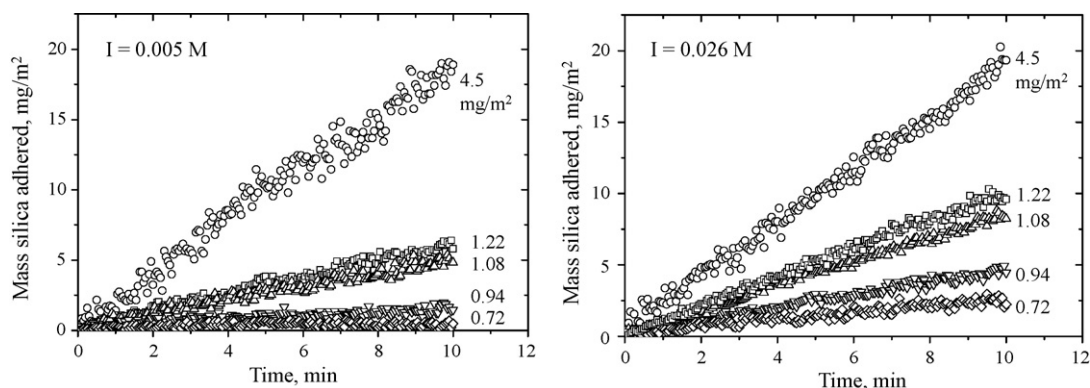 I = 0.005 M
Mass silica adhered, mg/m²
20
15
10
5
0
4.5
mg/m²
1.22
1.08
0.94
0.72
0 2 4 6 8 10 12
Time, min
I = 0.026 M
Mass silica adhered, mg/m²
20
15
10
5
0
4.5
mg/m²
1.22
1.08
0.94
0.72
0 2 4 6 8 10 12
Time, min